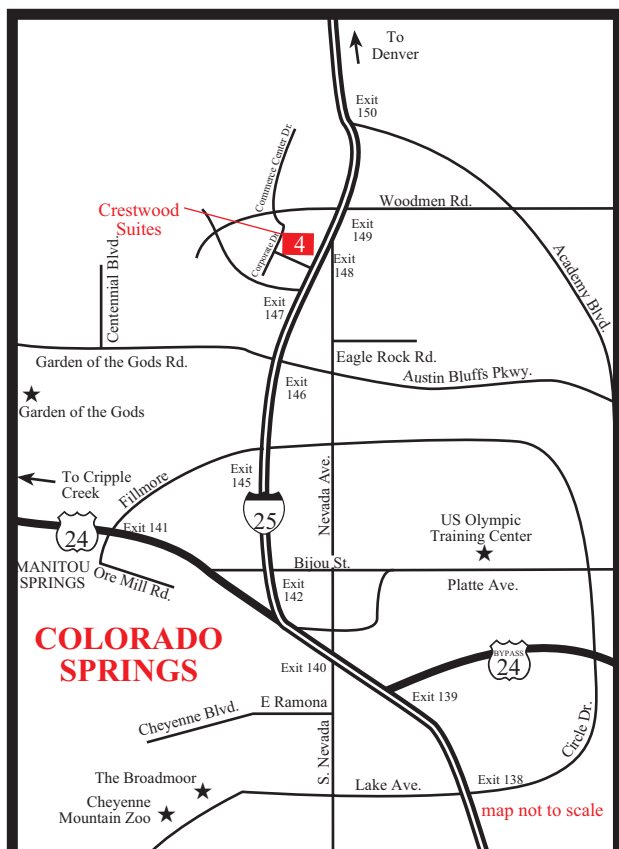 To
Denver
Exit
150
Commerce Center Dr.
Woodmen Rd.
Crestwood
Suites
4
Exit
149
Corporate Dr.
Exit
148
Academy Blvd.
Centennial Blvd.
Exit
147
Garden of the Gods Rd.
Eagle Rock Rd.
Austin Bluffs Pkwy.
Exit
146
Garden of the Gods
To Cripple
Creek
Fillmore
Exit
145
Nevada Ave.
25
24
Exit 141
US Olympic
Training Center
MANITOU
SPRINGS
Ore Mill Rd.
Bijou St.
Platte Ave.
Exit
142
COLORADO
SPRINGS
Exit 140
BYPASS
24
Exit 139
E Ramona
Cheyenne Blvd.
Circle Dr.
S. Nevada
The Broadmoor
Lake Ave.
Exit 138
Cheyenne
Mountain Zoo
map not to scale